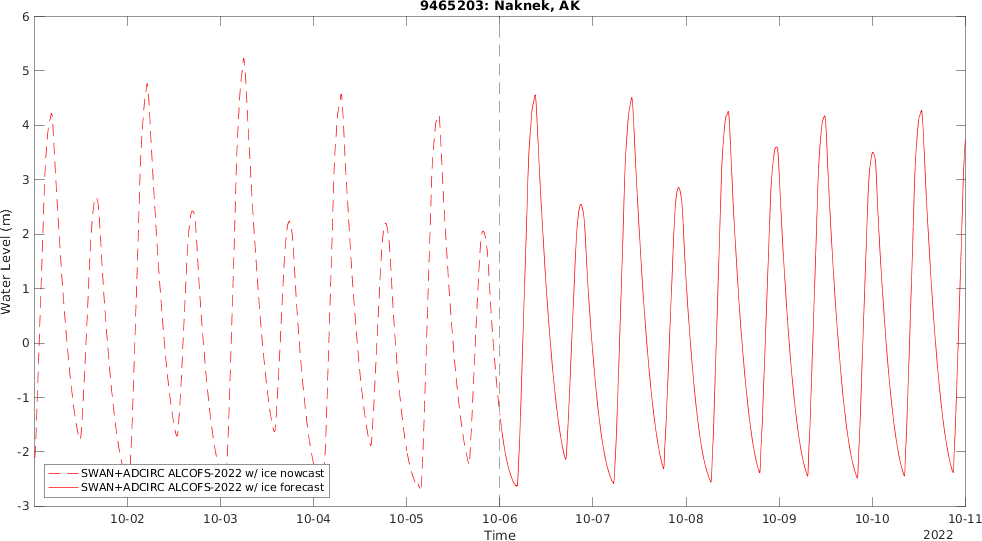 9465203: Naknek, AK
6
5
4
3
2
1
0
-1
-2
-3
Water Level (m)
SWAN+ADCIRC ALCOFS-2022 w/ ice nowcast
SWAN+ADCIRC ALCOFS-2022 w/ ice forecast
10-02 10-03 10-04 10-05 10-06 10-07 10-08 10-09 10-10 10-11
Time
2022